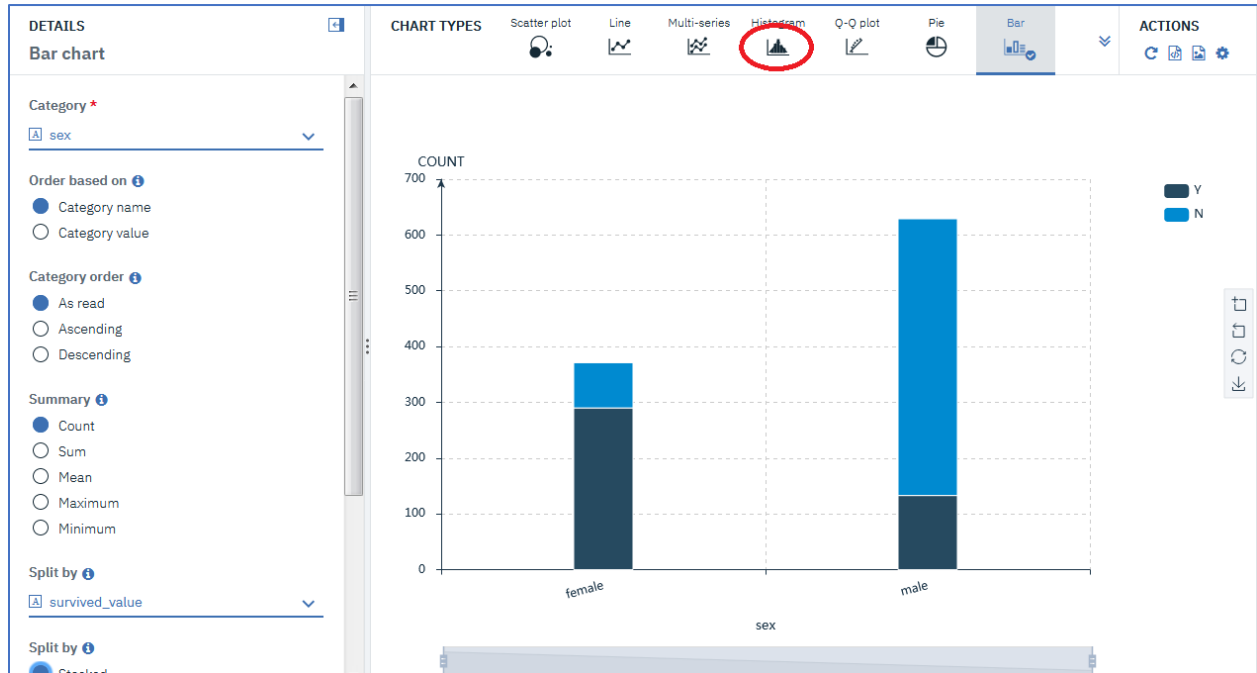 DETAILS
Bar chart
Category *
A sex
Order based on
Category name
Category value
Category order
As read
Ascending
Descending
Summary
Count
Sum
Mean
Maximum
Minimum
Split by
A survived_value
Split by
Stacked
CHART TYPES
Scatter plot
Line
Multi-series
Histogram
Q-Q plot
Pie
Bar
ACTIONS
COUNT
700
600
500
400
300
200
100
0
female
male
sex
Y
N